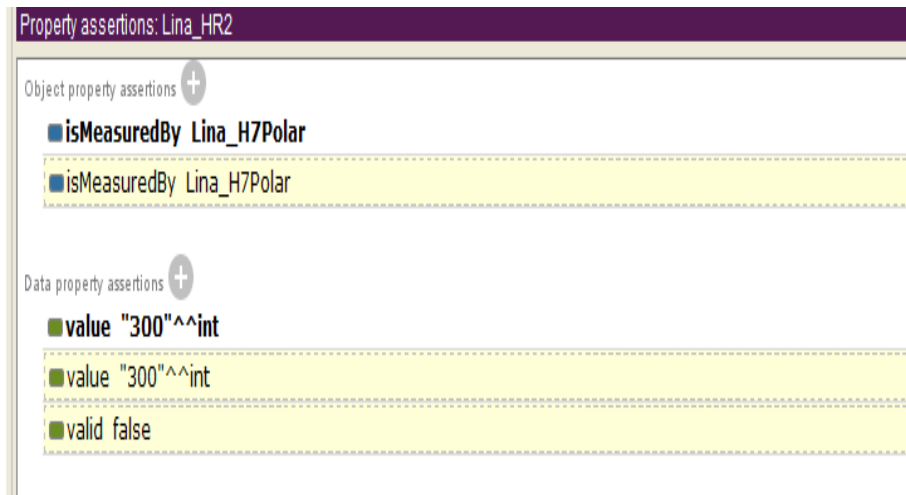 Property assertions: Lina_HR2
Object property assertions
isMeasuredBy Lina_H7Polar
isMeasuredBy Lina_H7Polar
Data property assertions
value "300"^^int
value "300"^^int
valid false